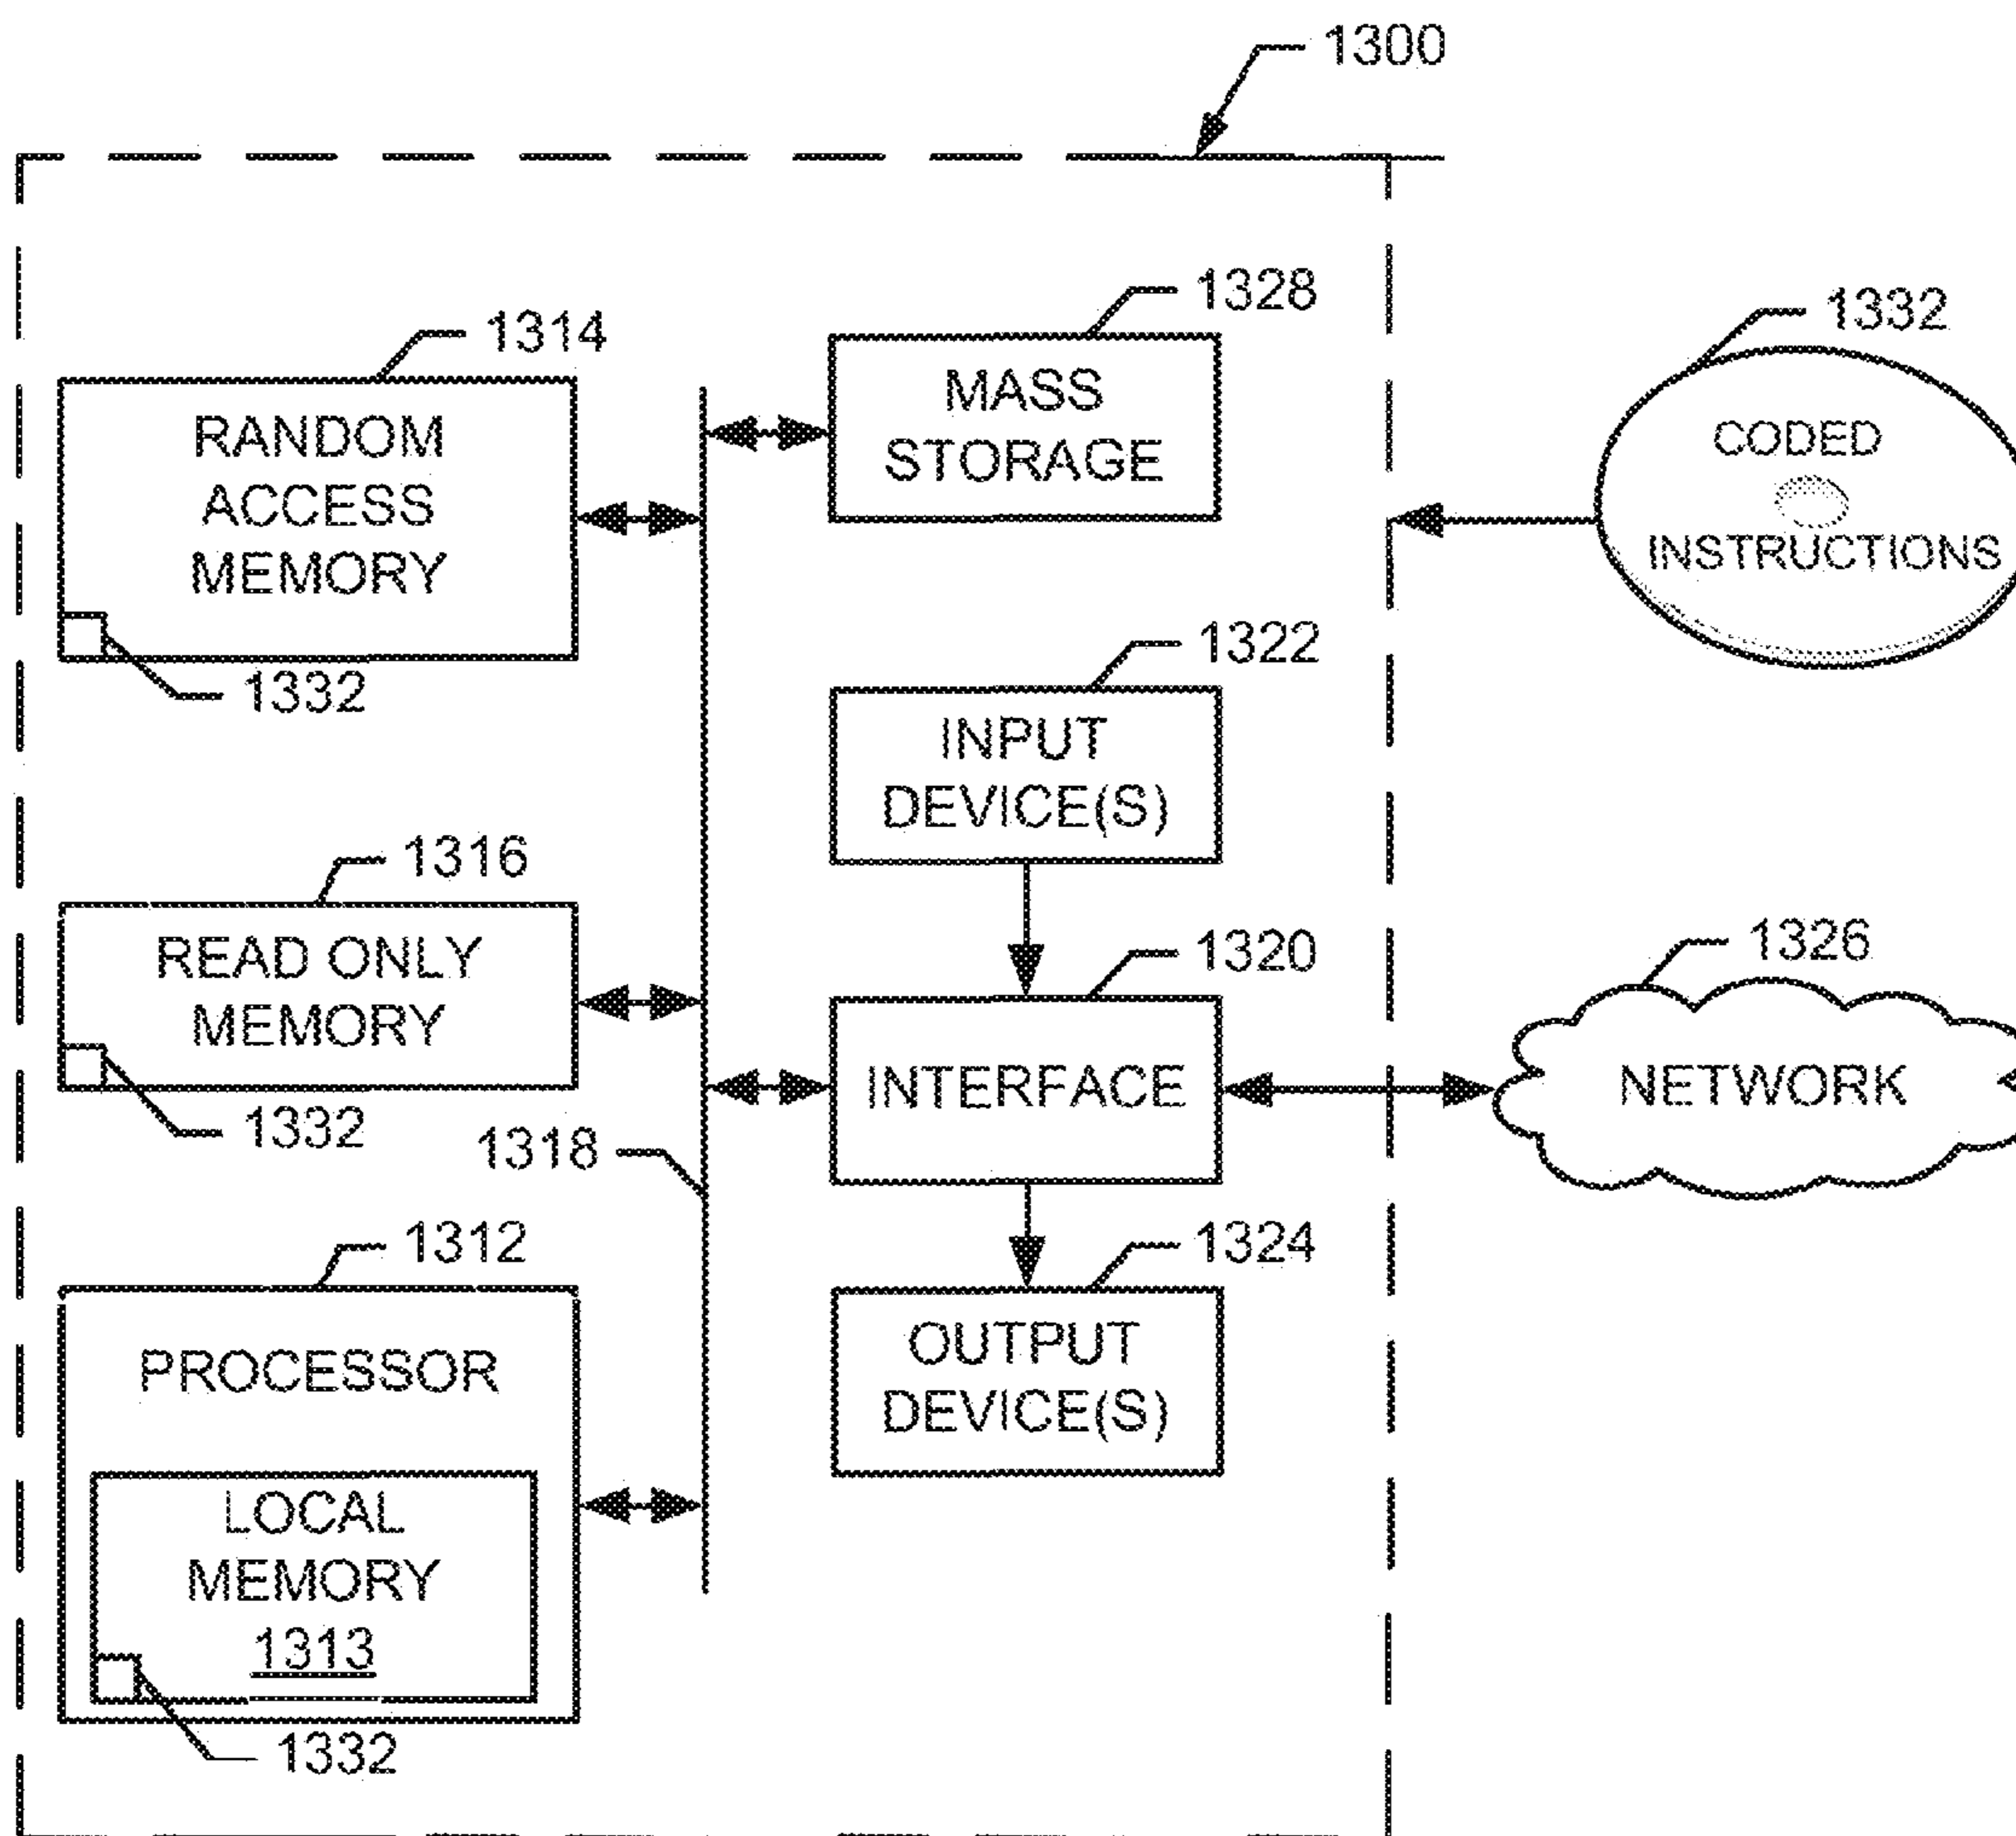 1300
1328
1314
1332
MASS
STORAGE
RANDOM
ACCESS
MEMORY
CODED
INSTRUCTIONS
1332
1322
INPUT
DEVICE(S)
1316
READ ONLY
MEMORY
1320
1326
INTERFACE
NETWORK
1332
1318
1312
1324
PROCESSOR
OUTPUT
DEVICE(S)
LOCAL
MEMORY
1313
1332